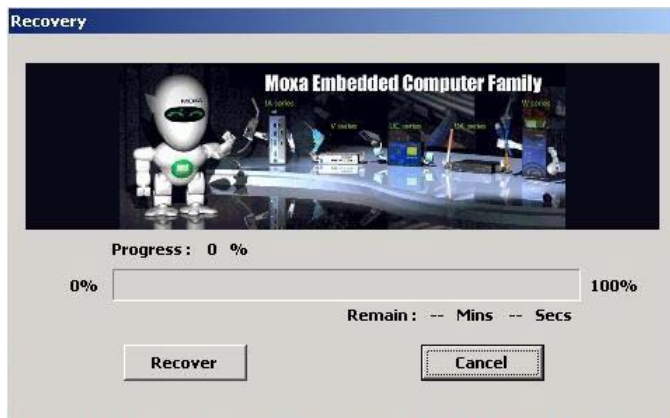 Recovery
Moxa Embedded Computer Family
MOXA
IA series
V series
UC series
DA series
W series
Progress : 0 %
0%
100%
Remain : -- Mins -- Secs
Recover
Cancel